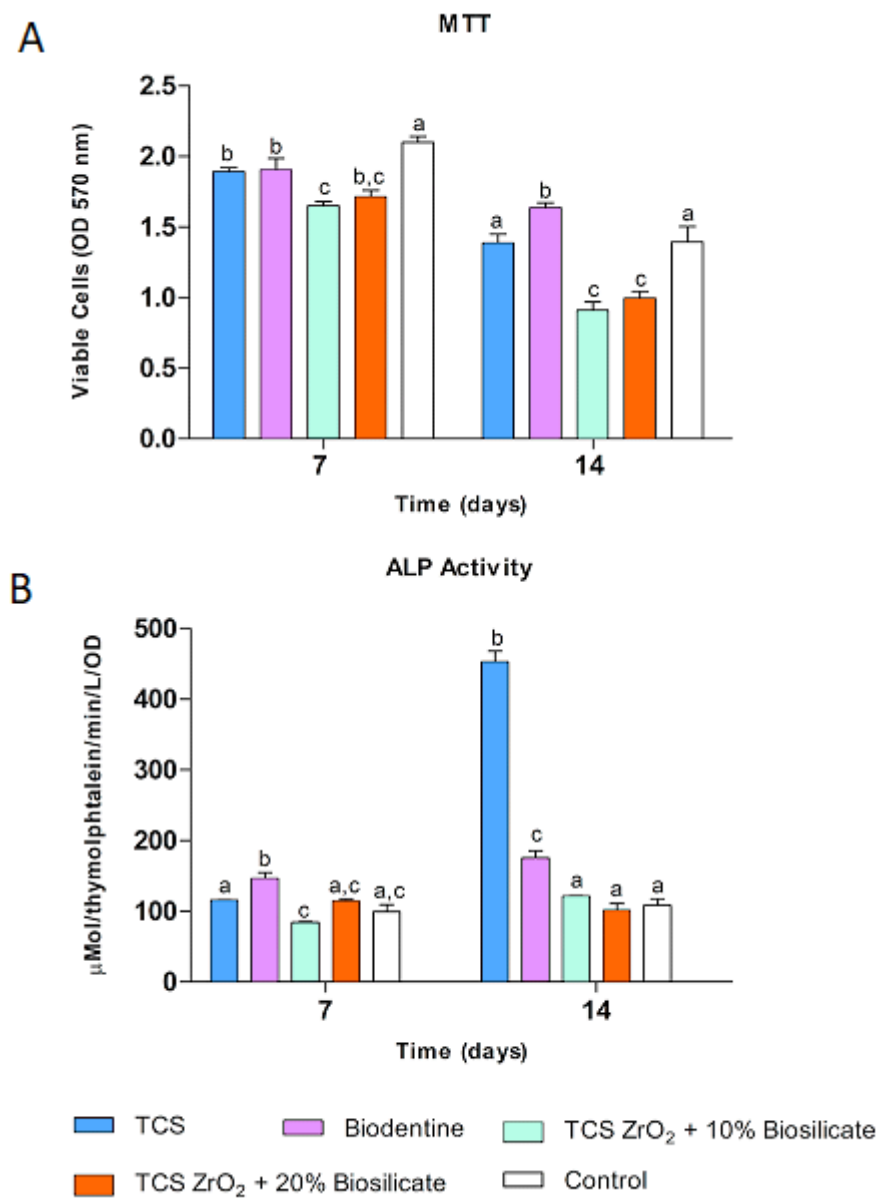 A
MTT
Viable Cells (OD 570 nm)
2.5
2.0
1.5
1.0
0.5
0.0
b b c b,c a
a b c c a
7 14
Time (days)
B
ALP Activity
µMol/thymolphtalein/min/L/OD
500
400
300
200
100
0
a b c a,c a,c
b c a a a
7 14
Time (days)
TCS Biodentine TCS ZrO₂ + 10% Biosilicate
TCS ZrO₂ + 20% Biosilicate Control